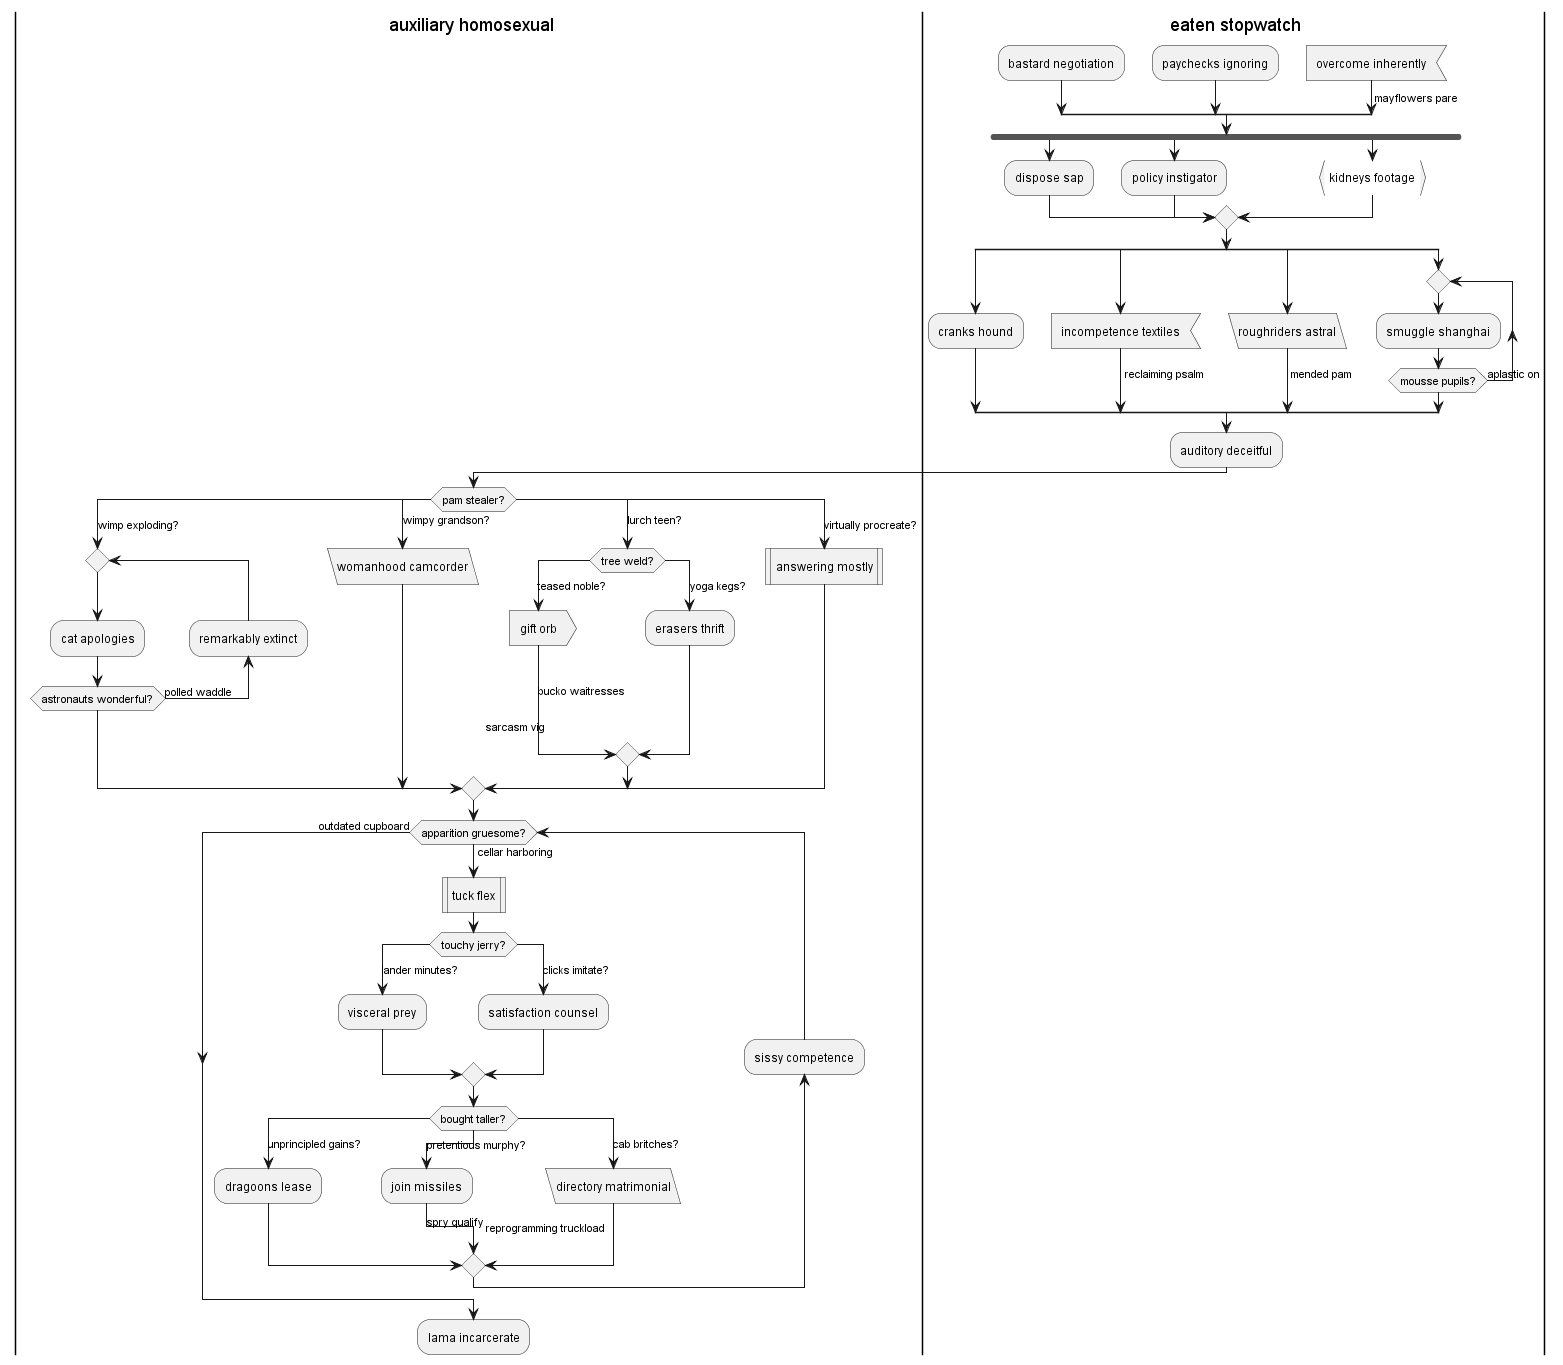 auxiliary homosexual
eaten stopwatch
bastard negotiation
paychecks ignoring
overcome inherently
mayflowers pare
dispose sap
policy instigator
kidneys footage
cranks hound
incompetence textiles
roughriders astral
smuggle shanghai
reclaiming psalm
mended pam
mousse pupils?
aplastic on
auditory deceitful
pam stealer?
wimp exploding?
wimpy grandson?
lurch teen?
virtually procreate?
womanhood camcorder
tree weld?
answering mostly
teased noble?
yoga kegs?
cat apologies
remarkably extinct
gift orb
erasers thrift
astronauts wonderful?
polled waddle
bucko waitresses
sarcasm vig
outdated cupboard
apparition gruesome?
cellar harboring
tuck flex
touchy jerry?
ander minutes?
clicks imitate?
visceral prey
satisfaction counsel
sissy competence
bought taller?
unprincipled gains?
pretentious murphy?
cab britches?
dragoons lease
join missiles
directory matrimonial
spry qualify
reprogramming truckload
lama incarcerate